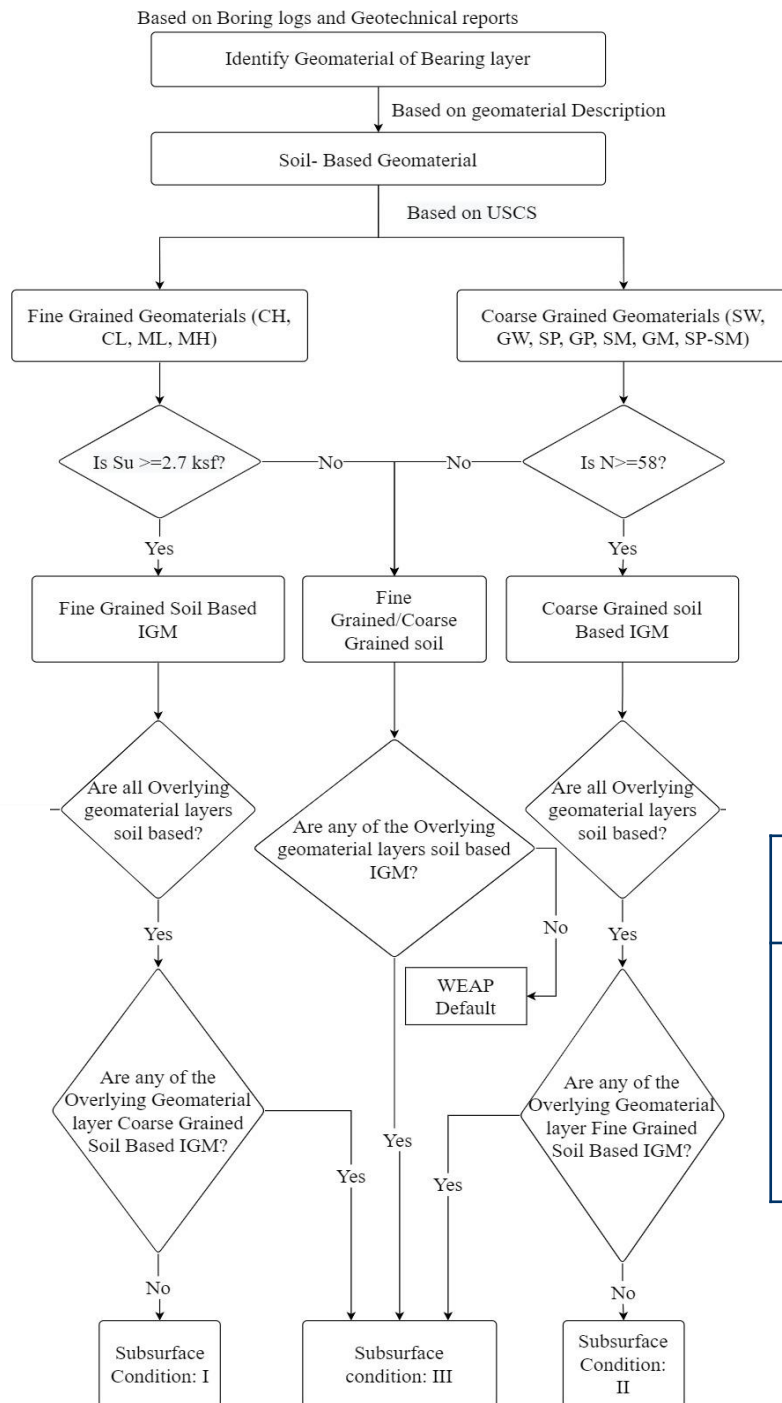 Based on Boring logs and Geotechnical reports
Identify Geomaterial of Bearing layer
Based on geomaterial Description
Soil- Based Geomaterial
Based on USCS
Fine Grained Geomaterials (CH,
CL, ML, MH)
Coarse Grained Geomaterials (SW,
GW, SP, GP, SM, GM, SP-SM)
Is Su >=2.7 ksf?
No
No
Is N>=58?
Yes
Yes
Fine Grained Soil Based
IGM
Fine
Grained/Coarse
Grained soil
Coarse Grained soil
Based IGM
Are all Overlying
geomaterial layers
soil based?
Are any of the Overlying
geomaterial layers soil based
IGM?
Are all Overlying
geomaterial layers
soil based?
Yes
No
Yes
WEAP
Default
Are any of the
Overlying Geomaterial
layer Coarse Grained
Soil Based IGM?
Are any of the
Overlying Geomaterial
layer Fine Grained
Soil Based IGM?
Yes
Yes
Yes
No
No
Subsurface
Condition: I
Subsurface
condition: III
Subsurface
Condition:
II